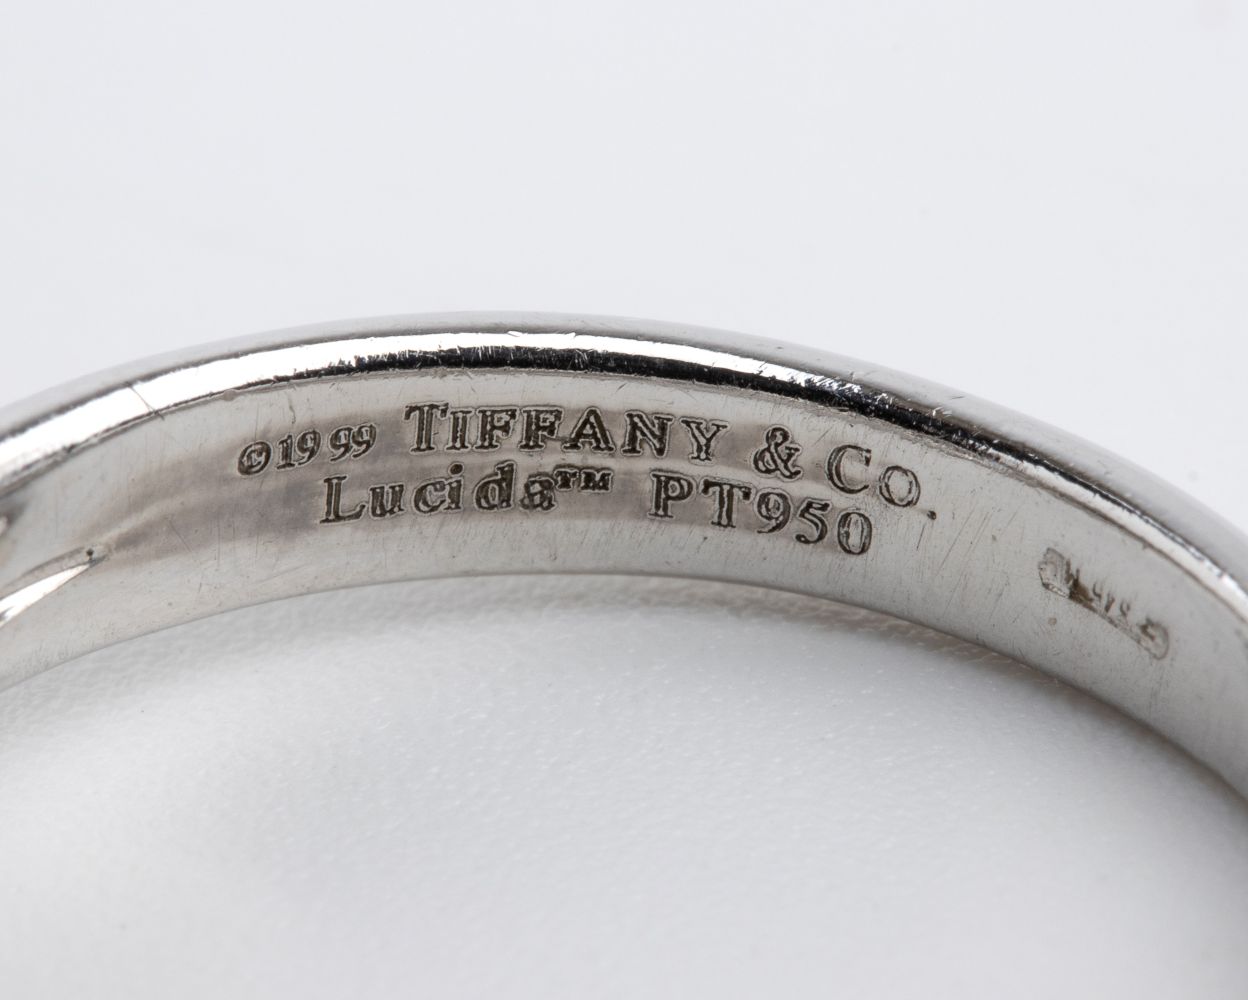 ©1999 TIFFANY & CO.
Lucida™ PT950